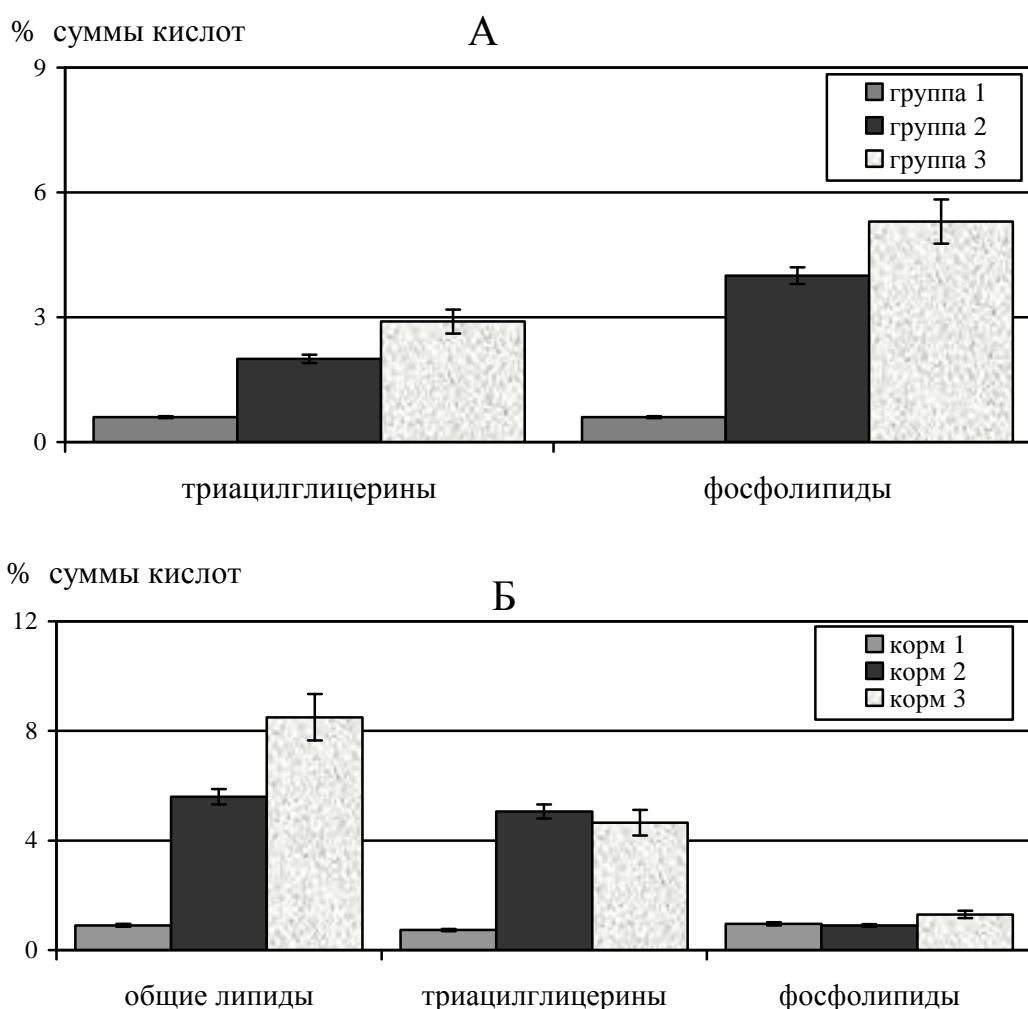 % суммы кислот
А
9
группа 1
группа 2
группа 3
6
3
0
триацилглицерины фосфолипиды
% суммы кислот
Б
12
корм 1
корм 2
корм 3
8
4
0
общие липиды триацилглицерины фосфолипиды